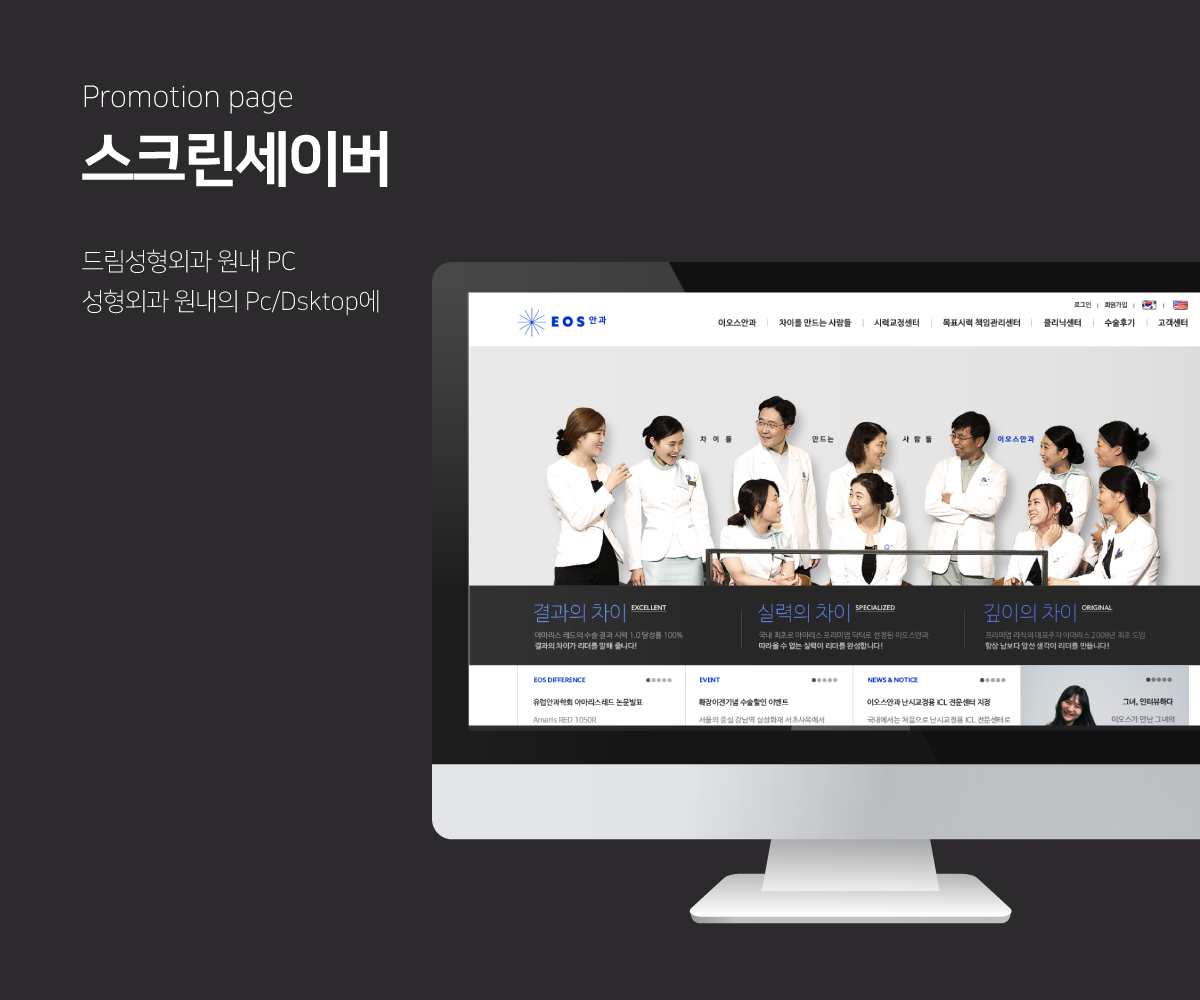 Promotion page
스크린세이버
드림성형외과 원내 PC
성형외과 원내의 Pc/Dsktop에
로그인
회원가입
EOS 안과
이오스안과
차이를 만드는 사람들
시력교정센터
목표시력 책임관리센터
클리닉센터
수술후기
고객센터
차 이 를
만드는
사 람 들
이오스안과
결과의 차이 EXCELLENT
아마리스 레드의 수술 결과 시력 1.0 달성률 100%
결과의 차이가 리더를 말해 줍니다!
실력의 차이 SPECIALIZED
국내 최초로 아마리스 프리미엄 닥터로 선정된 이오스안과
따라올 수 없는 실력이 리더를 완성합니다!
깊이의 차이 ORIGINAL
프리미엄 라식의 대표주자 아마리스 2008년 최초 도입
항상 남보다 앞선 생각이 리더를 만듭니다!
EOS DIFFERENCE
유럽안과학회 아마리스레드 논문발표
Amaris RED 1050R
EVENT
확장이전기념 수술할인 이벤트
서울의 중심 강남역 삼성화재 서초사옥에서
NEWS & NOTICE
이오스안과 난시교정용 ICL 전문센터 지정
국내에서는 처음으로 난시교정용 ICL 전문센터로
그녀, 인터뷰하다
이오스가 만난 그녀의